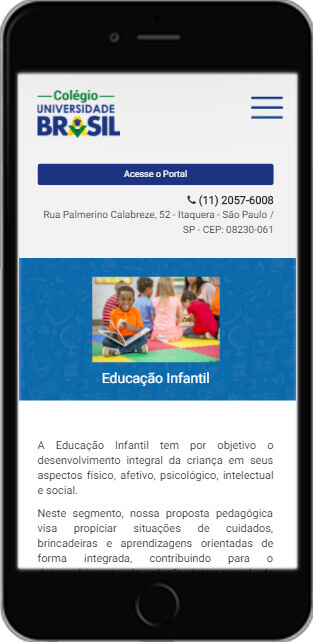 Colégio
UNIVERSIDADE
BRASIL
Acesse o Portal
(11) 2057-6008
Rua Palmerino Calabreze, 52 - Itaquera - São Paulo /
SP - CEP: 08230-061
Educação Infantil
A Educação Infantil tem por objetivo o
desenvolvimento integral da criança em seus
aspectos físico, afetivo, psicológico, intelectual
e social.
Neste segmento, nossa proposta pedagógica
visa propiciar situações de cuidados,
brincadeiras e aprendizagens orientadas de
forma integrada, contribuindo para o